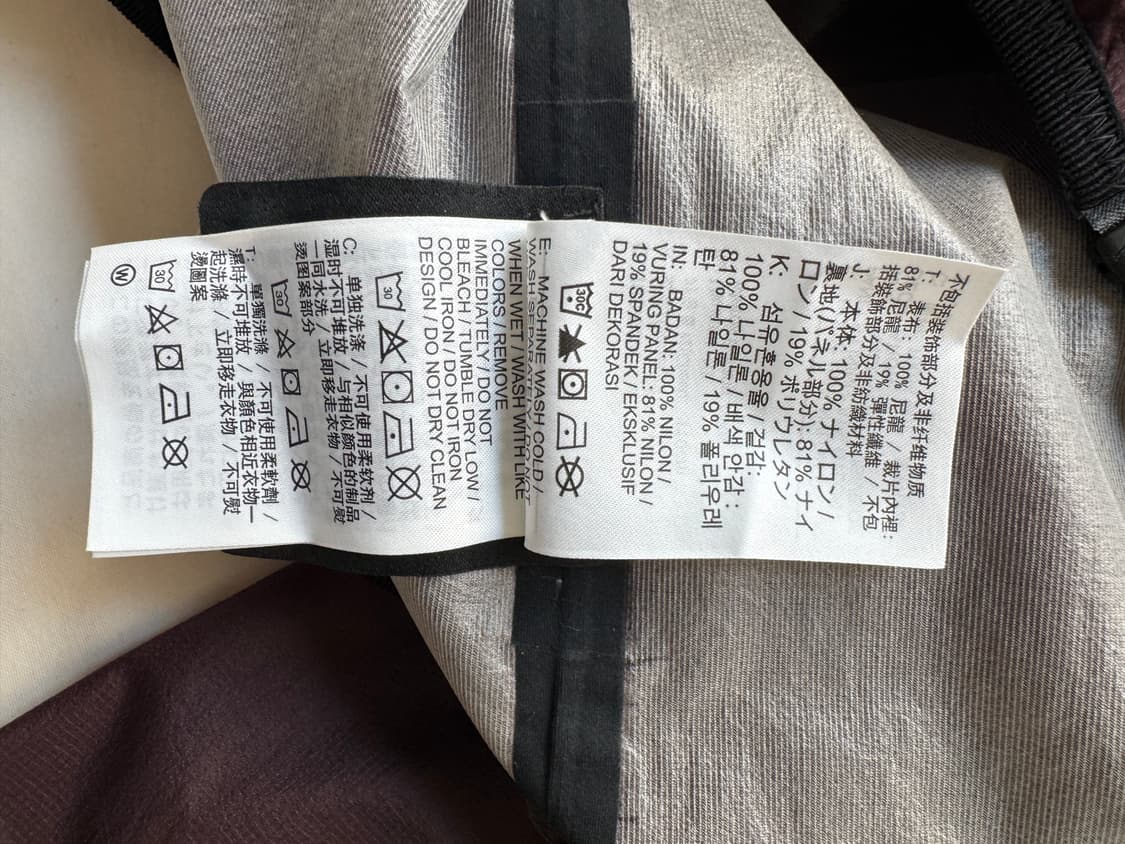 不包括装饰部分及非纤维物质
T: 表布: 100% 尼龍 / 裁片內裡:
81% 尼龍 / 19% 彈性纖維 / 不包
括裝飾部分及非紡織材料
J: 本体. 100% ナイロン/
裏地(パネル部分): 81% ナイ
ロン / 19% ポリウレタン
K: 섬유혼용율 / 겉감:
100% 나일론 / 배색 안감 :
81% 나일론 / 19% 폴리우레
탄
IN: BADAN: 100% NILON /
VURING PANEL: 81% NILON /
19% SPANDEK / EKSKLUSIF
DARI DEKORASI
30C
E: MACHINE WASH COLD /
WASH SEPARATELY/DO NOT
WHEN WET / WASH WITH LIKE
COLORS / REMOVE
IMMEDIATELY / DO NOT
BLEACH / TUMBLE DRY LOW /
COOL IRON / DO NOT IRON
DESIGN / DO NOT DRY CLEAN
30
C: 单独洗涤 / 不可使用柔软剂 /
湿时不可堆放 / 与相似颜色的制品
一同水洗 / 立即移走衣物 / 不可熨
烫图案部分
30
T: 單獨洗滌 / 不可使用柔軟劑 /
濕時不可堆放 / 與顏色相近衣物一
起洗滌 / 立即移走衣物 / 不可熨
燙圖案
30
W